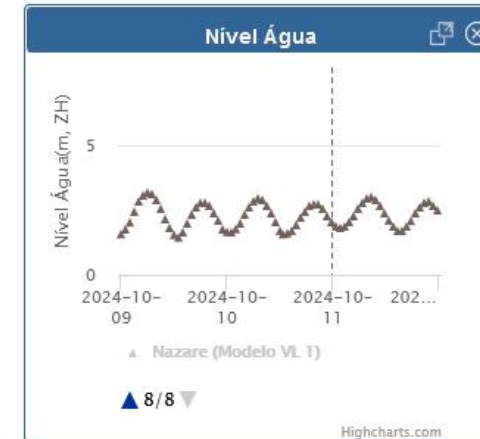 Nível Água
Nível Água(m, ZH)
5
0
2024-10-09
2024-10-10
2024-10-11
202...
Nazare (Modelo VL 1)
8/8
Highcharts.com